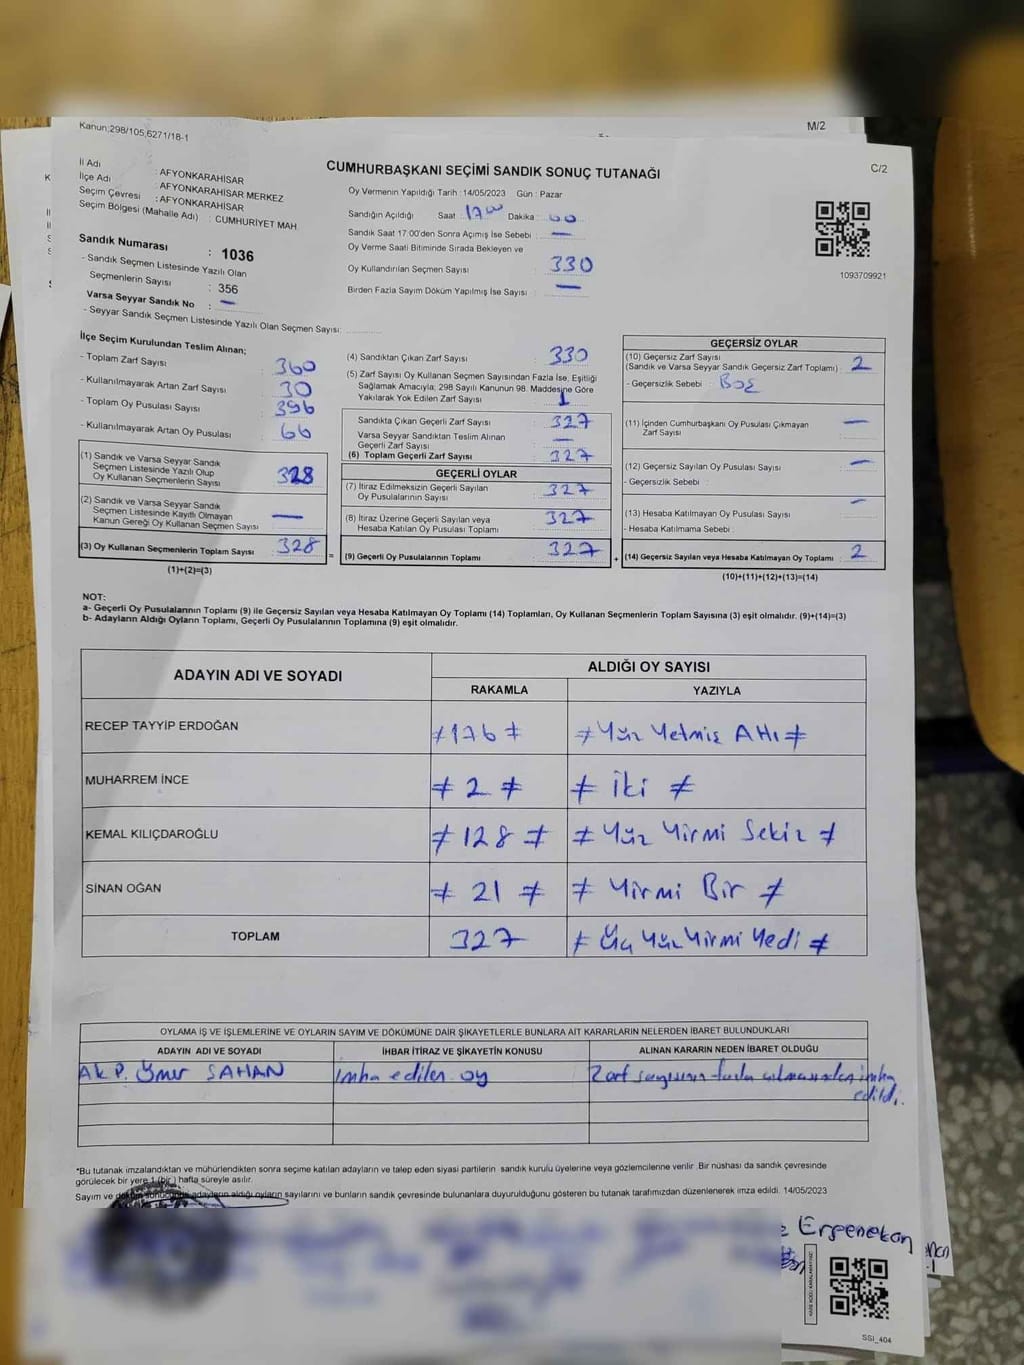 Kanun;298/105,6271/18-1
M/2
C/2
CUMHURBAŞKANI SEÇİMİ SANDIK SONUÇ TUTANAĞI
İl Adı : AFYONKARAHİSAR
İlçe Adı : AFYONKARAHİSAR MERKEZ
Seçim Çevresi : AFYONKARAHİSAR
Seçim Bölgesi (Mahalle Adı) : CUMHURİYET MAH
Sandık Numarası : 1036
- Sandık Seçmen Listesinde Yazılı Olan
Seçmenlerin Sayısı : 356
Varsa Seyyar Sandık No : —
- Seyyar Sandık Seçmen Listesinde Yazılı Olan Seçmen Sayısı:
Oy Vermenin Yapıldığı Tarih :14/05/2023 Gün : Pazar
Sandığın Açıldığı Saat : 17 00 Dakika : 00
Sandık Saat 17:00'den Sonra Açımış İse Sebebi : —
Oy Verme Saati Bitiminde Sırada Bekleyen ve
Oy Kullandırılan Seçmen Sayısı : 330
Birden Fazla Sayım Döküm Yapılmış İse Sayısı : —
1093709921
İlçe Seçim Kurulundan Teslim Alınan;
- Toplam Zarf Sayısı : 360
- Kullanılmayarak Artan Zarf Sayısı : 30
- Toplam Oy Pusulası Sayısı : 396
- Kullanılmayarak Artan Oy Pusulası : 66
(1) Sandık ve Varsa Seyyar Sandık
Seçmen Listesinde Yazılı Olup
Oy Kullanan Seçmenlerin Sayısı : 328
(2) Sandık ve Varsa Seyyar Sandık
Seçmen Listesinde Kayıtlı Olmayan
Kanun Gereği Oy Kullanan Seçmen Sayısı : —
(3) Oy Kullanan Seçmenlerin Toplam Sayısı : 328
(1)+(2)=(3)
(4) Sandıktan Çıkan Zarf Sayısı : 330
(5) Zarf Sayısı Oy Kullanan Seçmen Sayısından Fazla İse, Eşitliği
Sağlamak Amacıyla; 298 Sayılı Kanunun 98. Maddesine Göre
Yakılarak Yok Edilen Zarf Sayısı : 1
Sandıkta Çıkan Geçerli Zarf Sayısı : 327
Varsa Seyyar Sandıktan Teslim Alınan
Geçerli Zarf Sayısı : —
(6) Toplam Geçerli Zarf Sayısı : 327
GEÇERLİ OYLAR
(7) İtiraz Edilmeksizin Geçerli Sayılan
Oy Pusulalarının Sayısı : 327
(8) İtiraz Üzerine Geçerli Sayılan veya
Hesaba Katılan Oy Pusulası Toplamı : 327
= (9) Geçerli Oy Pusulalarının Toplamı : 327
GEÇERSİZ OYLAR
(10) Geçersiz Zarf Sayısı
(Sandık ve Varsa Seyyar Sandık Geçersiz Zarf Toplamı) : 2
- Geçersizlik Sebebi : BOŞ
(11) İçinden Cumhurbaşkanı Oy Pusulası Çıkmayan
Zarf Sayısı : —
(12) Geçersiz Sayılan Oy Pusulası Sayısı : —
- Geçersizlik Sebebi :
(13) Hesaba Katılmayan Oy Pusulası Sayısı : —
- Hesaba Katılmama Sebebi :
+ (14) Geçersiz Sayılan veya Hesaba Katılmayan Oy Toplamı : 2
(10)+(11)+(12)+(13)=(14)
NOT:
a- Geçerli Oy Pusulalarının Toplamı (9) ile Geçersiz Sayılan veya Hesaba Katılmayan Oy Toplamı (14) Toplamları, Oy Kullanan Seçmenlerin Toplam Sayısına (3) eşit olmalıdır. (9)+(14)=(3)
b- Adayların Aldığı Oyların Toplamı, Geçerli Oy Pusulalarının Toplamına (9) eşit olmalıdır.
ADAYIN ADI VE SOYADI ALDIĞI OY SAYISI
RAKAMLA YAZIYLA
RECEP TAYYİP ERDOĞAN ≠ 176 ≠ ≠ Yüz Yetmiş Altı ≠
MUHARREM İNCE ≠ 2 ≠ ≠ İki ≠
KEMAL KILIÇDAROĞLU ≠ 128 ≠ ≠ Yüz Yirmi Sekiz ≠
SİNAN OĞAN ≠ 21 ≠ ≠ Yirmi Bir ≠
TOPLAM 327 ≠ Üç Yüz Yirmi Yedi ≠
OYLAMA İŞ VE İŞLEMLERİNE VE OYLARIN SAYIM VE DÖKÜMÜNE DAİR ŞİKAYETLERLE BUNLARA AİT KARARLARIN NELERDEN İBARET BULUNDUKLARI
ADAYIN ADI VE SOYADI İHBAR İTİRAZ VE ŞİKAYETİN KONUSU ALINAN KARARIN NEDEN İBARET OLDUĞU
AK P. Ömer ŞAHAN imha edilen oy Zarf sayısının fazla imha
edildi.
*Bu tutanak imzalandıktan ve mühürlendikten sonra seçime katılan adayların ve talep eden siyasi partilerin sandık kurulu üyelerine veya gözlemcilerine verilir .Bir nüshası da sandık çevresinde
görülecek bir yere 1 (bir ) hafta süreyle asılır.
Sayım ve döküm sonucunda adayların aldığı oyların sayılarını ve bunların sandık çevresinde bulunanlara duyurulduğunu gösteren bu tutanak tarafımızdan düzenlenerek imza edildi. 14/05/2023
Ergenekon
SSI_404